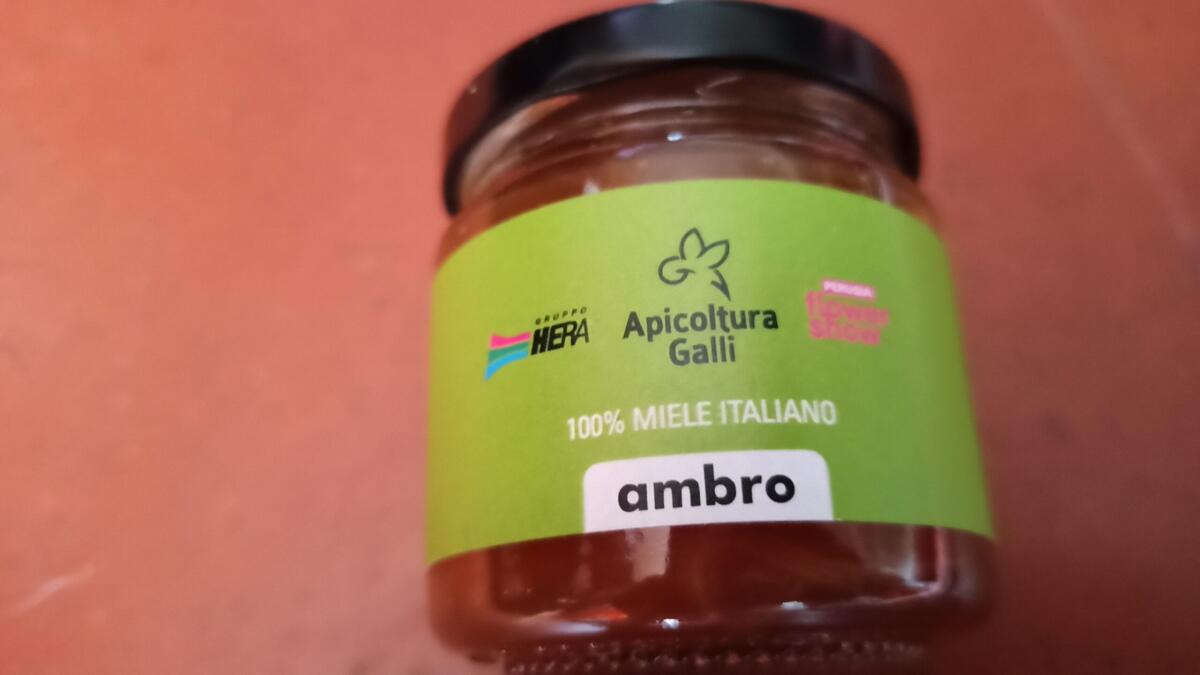 GRUPPO
HERA
Apicoltura
Galli
PERUGIA
flower
show
100% MIELE ITALIANO
ambro